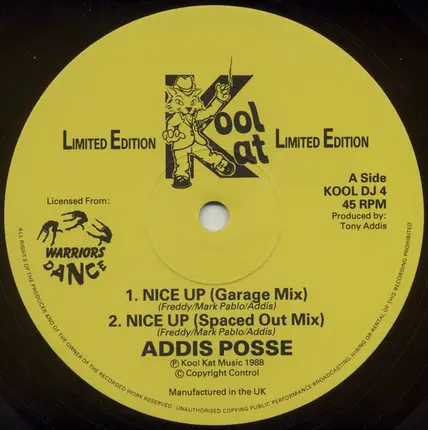 Kool Kat
LIMITED EDITION
LIMITED EDITION
A Side
KOOL DJ 4
45 RPM
Produced by:
Tony Addis
Licensed From:
WARRIORS
DANCE
1. NICE UP (Garage Mix)
(Freddy/Mark Pablo/Addis)
2. NICE UP (Spaced Out Mix)
(Freddy/Mark Pablo/Addis)
ADDIS POSSE
Ⓟ Kool Kat Music 1988
© Copyright Control
Manufactured in the UK
ALL RIGHTS OF THE PRODUCER AND OF THE OWNER OF THE RECORDED WORK RESERVED. UNAUTHORISED COPYING PUBLIC PERFORMANCE BROADCASTING, HIRING OR RENTAL OF THIS RECORDING PROHIBITED